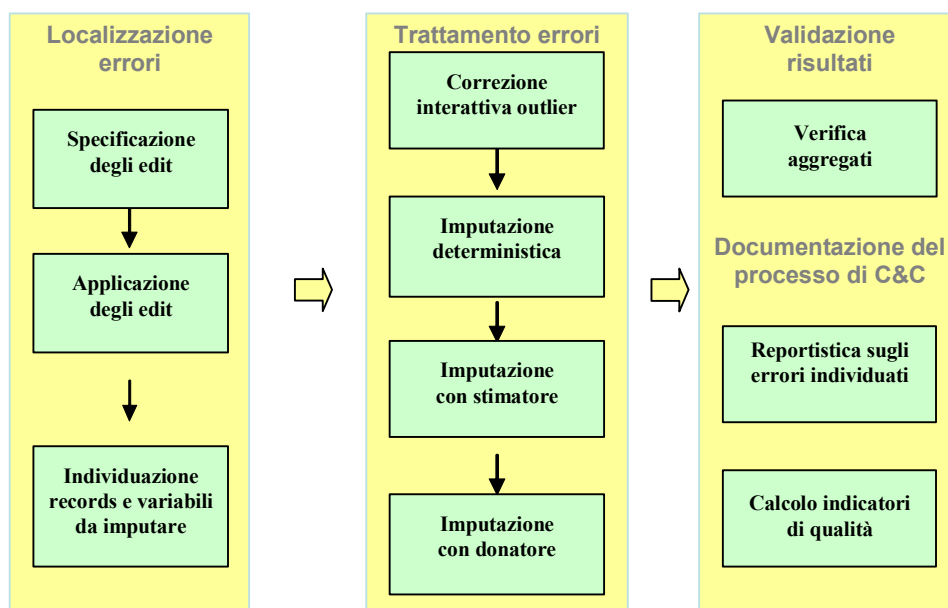 Localizzazione
errori
Specificazione
degli edit
Applicazione
degli edit
Individuazione
records e variabili
da imputare
Trattamento errori
Correzione
interattiva outlier
Imputazione
deterministica
Imputazione
con stimatore
Imputazione
con donatore
Validazione
risultati
Verifica
aggregati
Documentazione del
processo di C&C
Reportistica sugli
errori individuati
Calcolo indicatori
di qualità